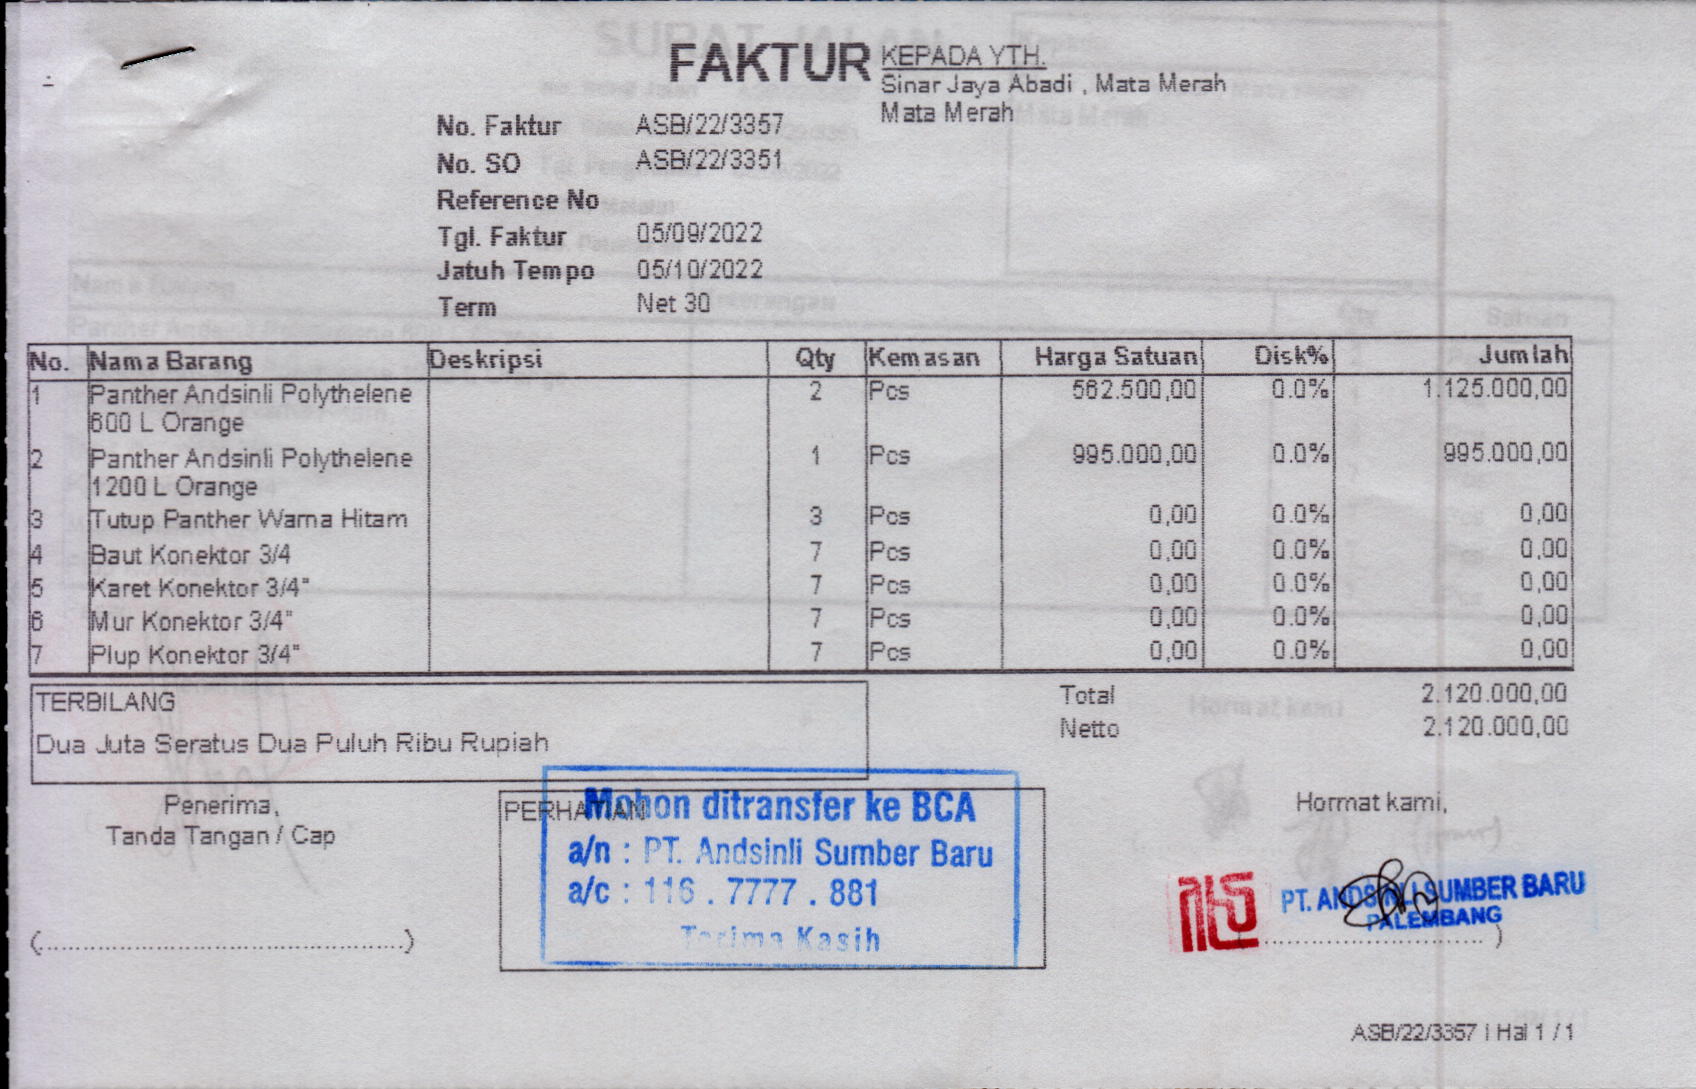 FAKTUR
KEPADA YTH.
Sinar Jaya Abadi , Mata Merah
Mata Merah
No. Faktur ASB/22/3357
No. SO ASB/22/3351
Reference No
Tgl. Faktur 05/09/2022
Jatuh Tempo 05/10/2022
Term Net 30
No. Nama Barang Deskripsi Qty Kemasan Harga Satuan Disk% Jumlah
1 Panther Andsinli Polythelene 2 Pcs 562.500,00 0.0% 1.125.000,00
600 L Orange
2 Panther Andsinli Polythelene 1 Pcs 995.000,00 0.0% 995.000,00
1200 L Orange
3 Tutup Panther Warna Hitam 3 Pcs 0,00 0.0% 0,00
4 Baut Konektor 3/4 7 Pcs 0,00 0.0% 0,00
5 Karet Konektor 3/4" 7 Pcs 0,00 0.0% 0,00
6 Mur Konektor 3/4" 7 Pcs 0,00 0.0% 0,00
7 Plup Konektor 3/4" 7 Pcs 0,00 0.0% 0,00
TERBILANG
Dua Juta Seratus Dua Puluh Ribu Rupiah
Total 2.120.000,00
Netto 2.120.000,00
Penerima,
Tanda Tangan / Cap
(..........................................)
PERHATIAN
Mohon ditransfer ke BCA
a/n : PT. Andsinli Sumber Baru
a/c : 116 . 7777 . 881
Terima Kasih
Hormat kami,
PT. ANDSINLI SUMBER BARU
PALEMBANG
(..........................)
ASB/22/3357 | Hal 1 / 1